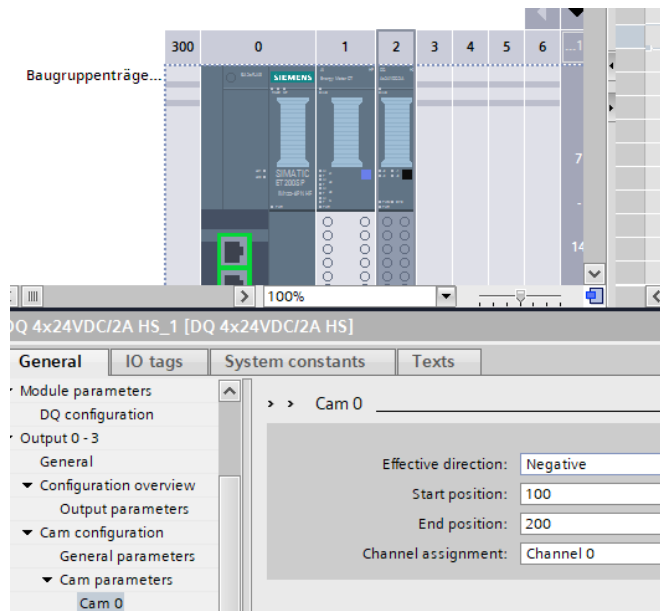 300 0 1 2 3 4 5 6 ...1
Baugruppenträge...
SIEMENS
7
SIMATIC
ET 200SP
-
14
100%
DQ 4x24VDC/2A HS_1 [DQ 4x24VDC/2A HS]
General IO tags System constants Texts
Module parameters
DQ configuration
Output 0 - 3
General
Configuration overview
Output parameters
Cam configuration
General parameters
Cam parameters
Cam 0
> > Cam 0
Effective direction: Negative
Start position: 100
End position: 200
Channel assignment: Channel 0